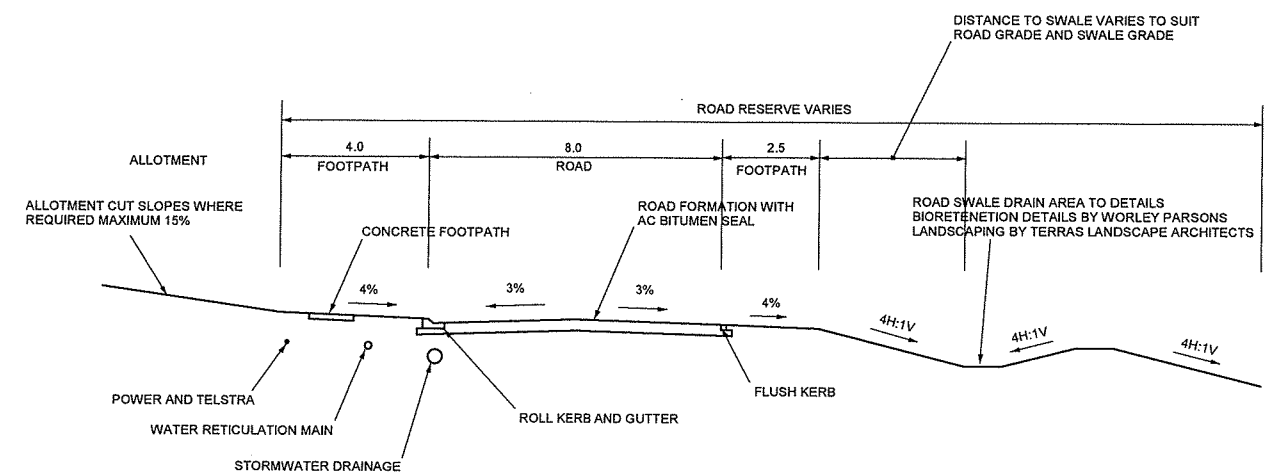 DISTANCE TO SWALE VARIES TO SUIT
ROAD GRADE AND SWALE GRADE
ROAD RESERVE VARIES
ALLOTMENT
4.0
FOOTPATH
8.0
ROAD
2.5
FOOTPATH
ALLOTMENT CUT SLOPES WHERE
REQUIRED MAXIMUM 15%
CONCRETE FOOTPATH
ROAD FORMATION WITH
AC BITUMEN SEAL
ROAD SWALE DRAIN AREA TO DETAILS
BIORETENETION DETAILS BY WORLEY PARSONS
LANDSCAPING BY TERRAS LANDSCAPE ARCHITECTS
4%
3%
3%
4%
4H:1V
4H:1V
4H:1V
POWER AND TELSTRA
WATER RETICULATION MAIN
STORMWATER DRAINAGE
ROLL KERB AND GUTTER
FLUSH KERB